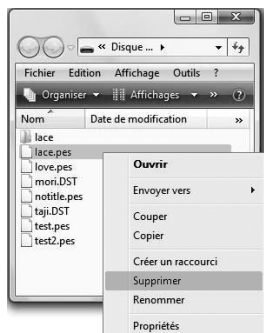 « Disque ...
Fichier Edition Affichage Outils ?
Organiser Affichages » ?
Nom Date de modification »
lace
lace.pes
love.pes
mori.DST
notitle.pes
taji.DST
test.pes
test2.pes
Ouvrir
Envoyer vers
Couper
Copier
Créer un raccourci
Supprimer
Renommer
Propriétés